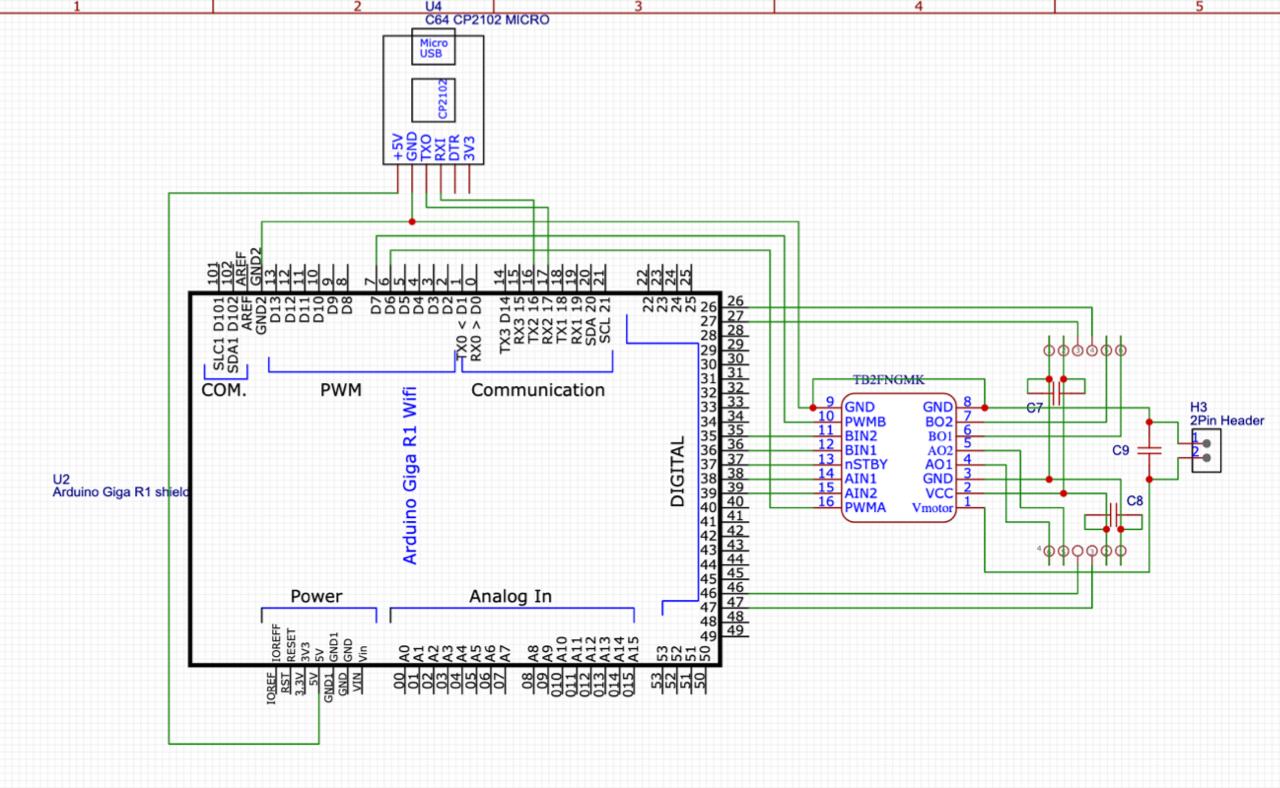 1 2 3 4 5
U4
C64 CP2102 MICRO
Micro
USB
CP2102
+5V GND TXO RXI DTR 3V3
101 102 AREF GND2 13 12 11 10 9 8 7 6 5 4 3 2 1 0 14 15 16 17 18 19 20 21 22 23 24 25
SLC1 D101
SDA1 D102
AREF
GND2
D13
D12
D11
D10
D9
D8
D7
D6
D5
D4
D3
D2
TX0 < D1
RX0 > D0
TX3 D14
RX3 15
TX2 16
RX2 17
TX1 18
RX1 19
SDA 20
SCL 21
22
23
24
25
COM. PWM Communication
Arduino Giga R1 Wifi
DIGITAL
26 26
27 27
28 28
29 29
30 30
31 31
32 32
33 33
34 34
35 35
36 36
37 37
38 38
39 39
40 40
41 41
42 42
43 43
44 44
45 45
46 46
47 47
48 48
49 49
U2
Arduino Giga R1 shield
Power Analog In
IOREFF RESET 3V3 5V GND1 GND Vin
A0 A1 A2 A3 A4 A5 A6 A7 A8 A9 A10 A11 A12 A13 A14 A15 53 52 51 50
IOREF RST 3.3V 5V GND1 GND VIN
00 01 02 03 04 05 06 07 08 09 010 011 012 013 014 015 53 52 51 50
TB2FNGMK
9 GND GND 8
10 PWMB BO2 7
11 BIN2 BO1 6
12 BIN1 AO2 5
13 nSTBY AO1 4
14 AIN1 GND 3
15 AIN2 VCC 2
16 PWMA Vmotor 1
C7
C9
C8
H3
2Pin Header
1
2
4